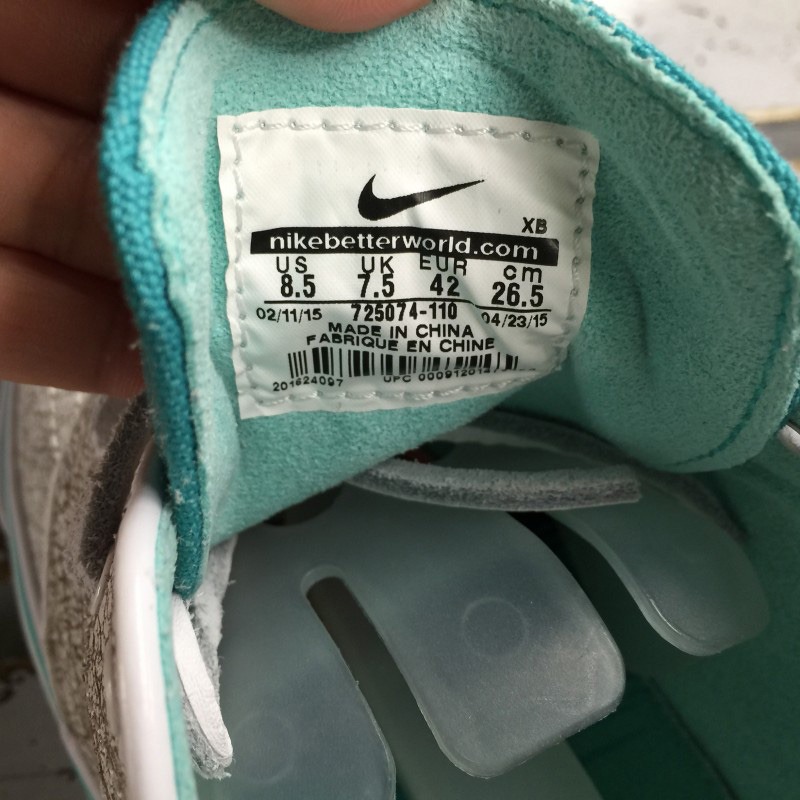 XB
nikebetterworld.com
US UK EUR cm
8.5 7.5 42 26.5
02/11/15 725074-110 04/23/15
MADE IN CHINA
FABRIQUE EN CHINE
201624097 UPC